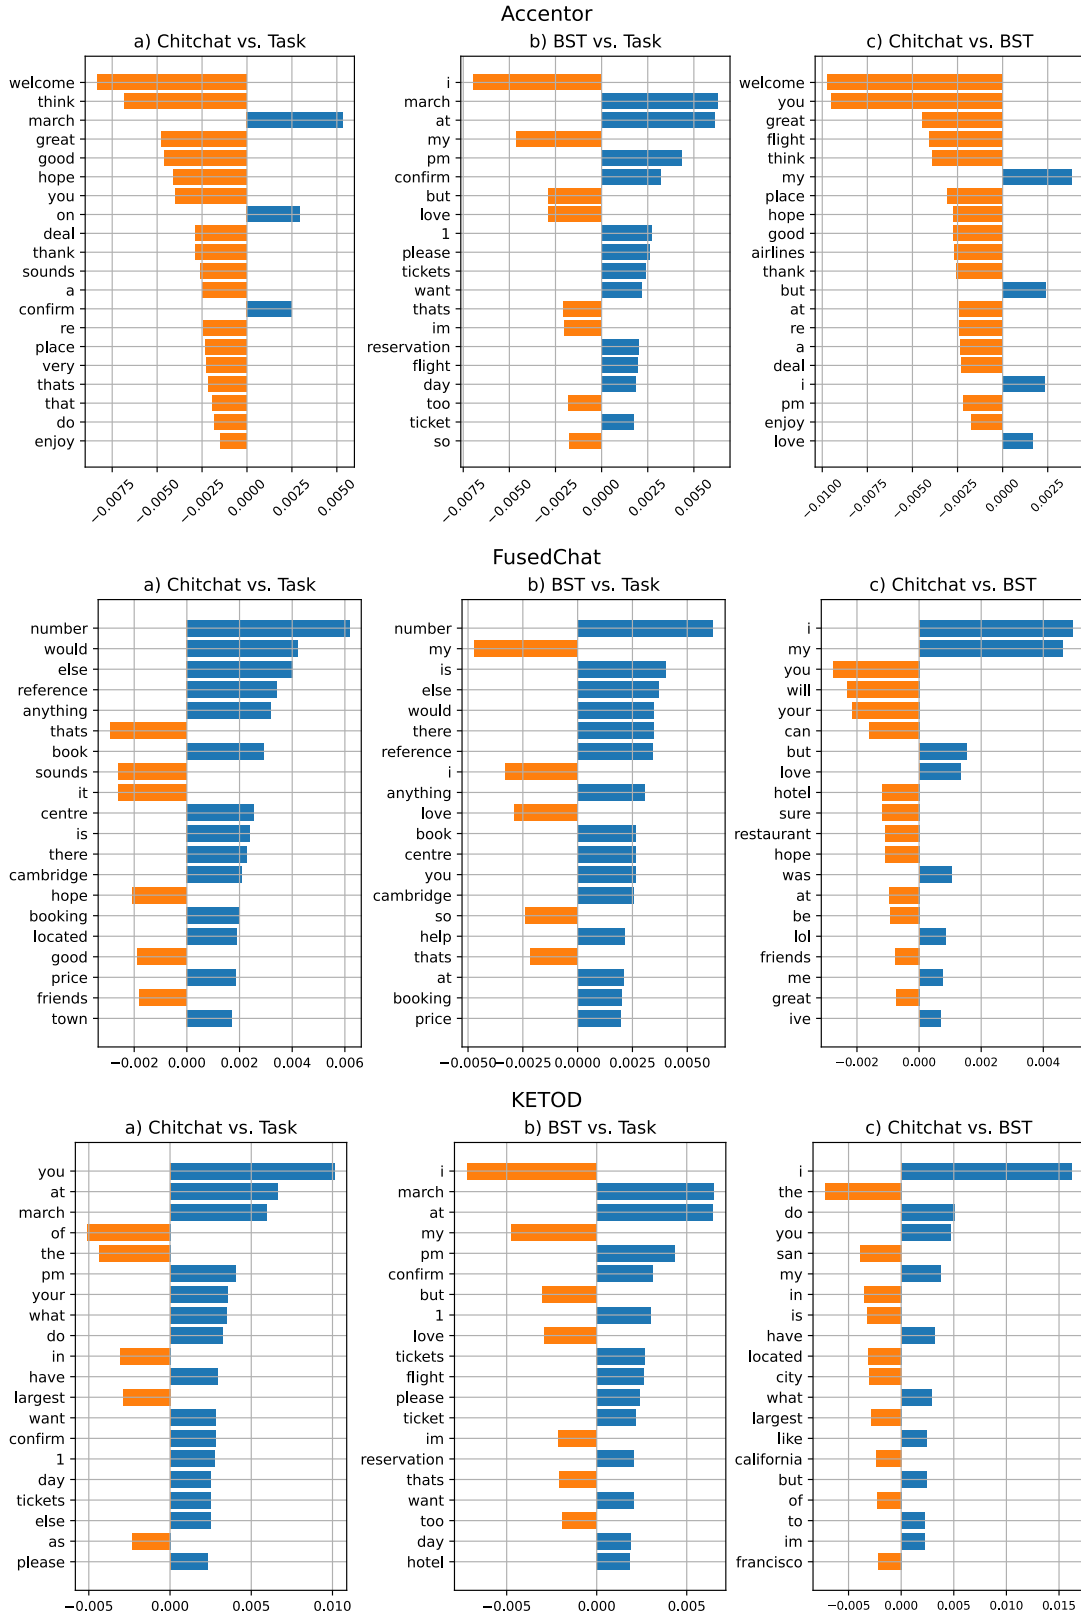 Accentor
a) Chitchat vs. Task
welcome
think
march
great
good
hope
you
on
deal
thank
sounds
a
confirm
re
place
very
thats
that
do
enjoy
−0.0075
−0.0050
−0.0025
0.0000
0.0025
0.0050
b) BST vs. Task
i
march
at
my
pm
confirm
but
love
1
please
tickets
want
thats
im
reservation
flight
day
too
ticket
so
−0.0075
−0.0050
−0.0025
0.0000
0.0025
0.0050
c) Chitchat vs. BST
welcome
you
great
flight
think
my
place
hope
good
airlines
thank
but
at
re
a
deal
i
pm
enjoy
love
−0.0100
−0.0075
−0.0050
−0.0025
0.0000
0.0025
FusedChat
a) Chitchat vs. Task
number
would
else
reference
anything
thats
book
sounds
it
centre
is
there
cambridge
hope
booking
located
good
price
friends
town
−0.002
0.000
0.002
0.004
0.006
b) BST vs. Task
number
my
is
else
would
there
reference
i
anything
love
book
centre
you
cambridge
so
help
thats
at
booking
price
−0.0050
−0.0025
0.0000
0.0025
0.0050
c) Chitchat vs. BST
i
my
you
will
your
can
but
love
hotel
sure
restaurant
hope
was
at
be
lol
friends
me
great
ive
−0.002
0.000
0.002
0.004
KETOD
a) Chitchat vs. Task
you
at
march
of
the
pm
your
what
do
in
have
largest
want
confirm
1
day
tickets
else
as
please
−0.005
0.000
0.005
0.010
b) BST vs. Task
i
march
at
my
pm
confirm
but
1
love
tickets
flight
please
ticket
im
reservation
thats
want
too
day
hotel
−0.005
0.000
0.005
c) Chitchat vs. BST
i
the
do
you
san
my
in
is
have
located
city
what
largest
like
california
but
of
to
im
francisco
−0.005
0.000
0.005
0.010
0.015